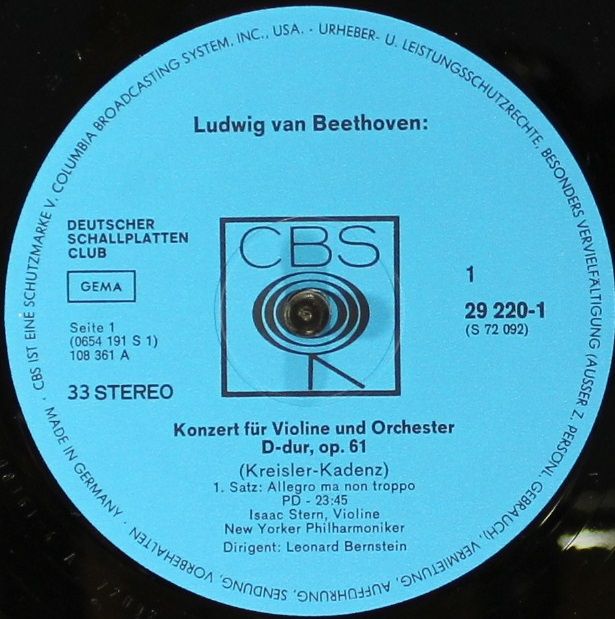 CBS IST EINE SCHUTZMARKE V. COLUMBIA BROADCASTING SYSTEM, INC., USA. - URHEBER- U. LEISTUNGSSCHUTZRECHTE, BESONDERS VERVIELFÄLTIGUNG (AUSSER Z. PERSÖNL. GEBRAUCH), VERMIETUNG, AUFFÜHRUNG, SENDUNG, VORBEHALTEN · MADE IN GERMANY ·
Ludwig van Beethoven:
DEUTSCHER
SCHALLPLATTEN
CLUB
GEMA
Seite 1
(0654 191 S 1)
108 361 A
33 STEREO
CBS
1
29 220-1
(S 72 092)
Konzert für Violine und Orchester
D-dur, op. 61
(Kreisler-Kadenz)
1. Satz: Allegro ma non troppo
PD - 23:45
Isaac Stern, Violine
New Yorker Philharmoniker
Dirigent: Leonard Bernstein